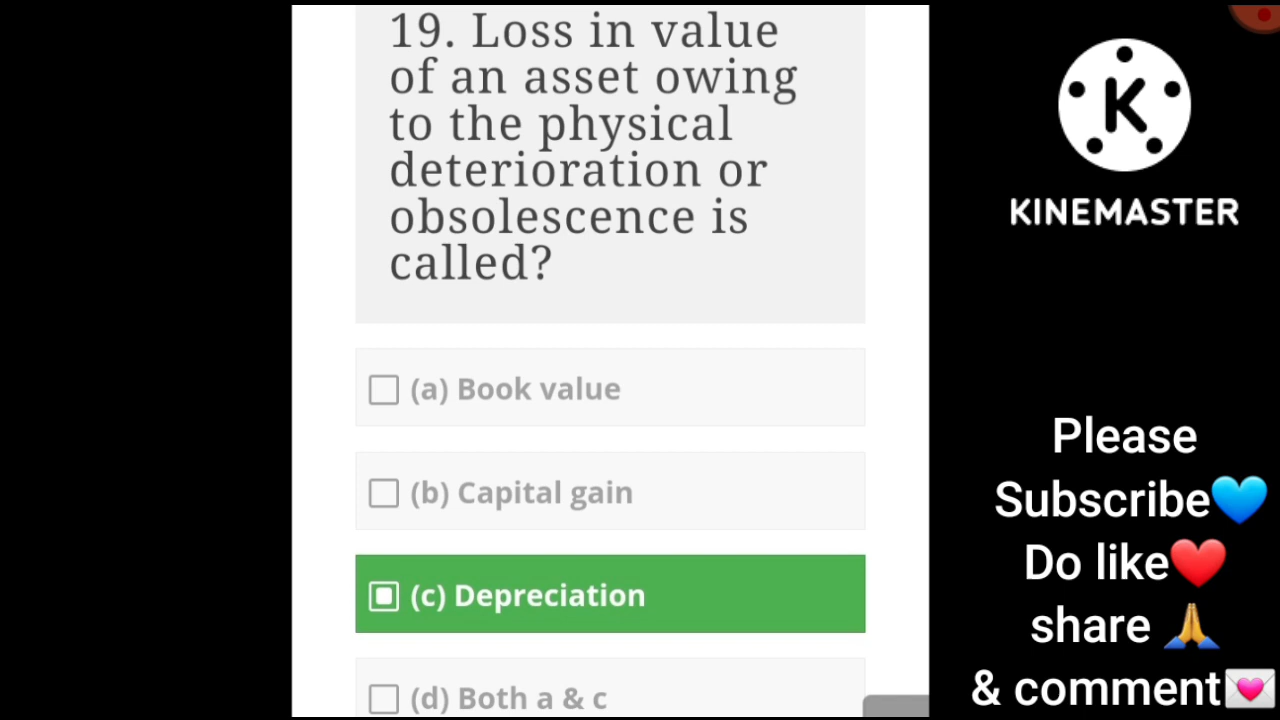 19. Loss in value
of an asset owing
to the physical
deterioration or
obsolescence is
called?
(a) Book value
(b) Capital gain
(c) Depreciation
(d) Both a & c
K
KINEMASTER
Please
Subscribe💙
Do like❤️
share 🙏
& comment💌